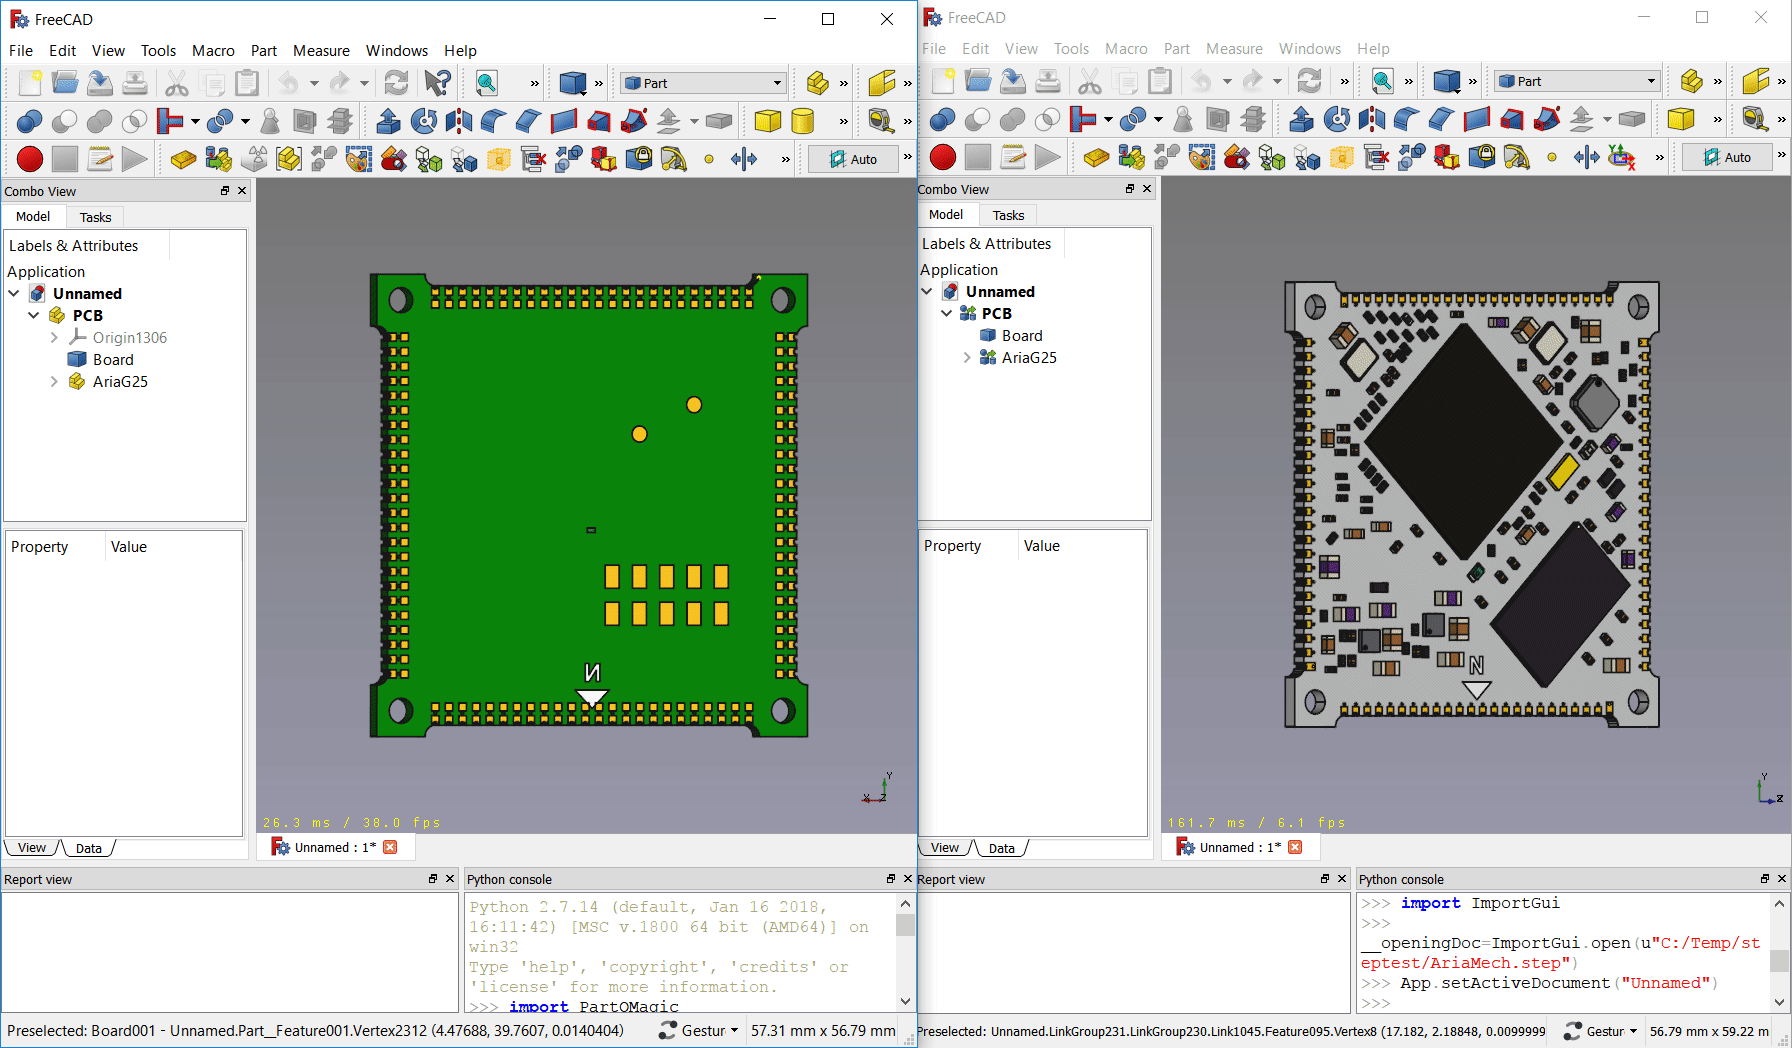 FreeCAD
File Edit View Tools Macro Part Measure Windows Help
Part
Auto
Combo View
Model Tasks
Labels & Attributes
Application
Unnamed
PCB
Origin1306
Board
AriaG25
Property Value
View Data
N
Y
X Z
26.3 ms / 38.0 fps
Unnamed : 1*
Report view
Python console
Python 2.7.14 (default, Jan 16 2018,
16:11:42) [MSC v.1800 64 bit (AMD64)] on
win32
Type 'help', 'copyright', 'credits' or
'license' for more information.
>>> import PartOMagic
Preselected: Board001 - Unnamed.Part__Feature001.Vertex2312 (4.47688, 39.7607, 0.0140404)
Gestur
57.31 mm x 56.79 mm
FreeCAD
File Edit View Tools Macro Part Measure Windows Help
Part
Auto
Combo View
Model Tasks
Labels & Attributes
Application
Unnamed
PCB
Board
AriaG25
Property Value
View Data
N
Y
Z
161.7 ms / 6.1 fps
Unnamed : 1*
Report view
Python console
>>> import ImportGui
>>>
__openingDoc=ImportGui.open(u"C:/Temp/st
eptest/AriaMech.step")
>>> App.setActiveDocument("Unnamed")
>>>
Preselected: Unnamed.LinkGroup231.LinkGroup230.Link1045.Feature095.Vertex8 (17.182, 2.18848, 0.0099999
Gestur
56.79 mm x 59.22 m